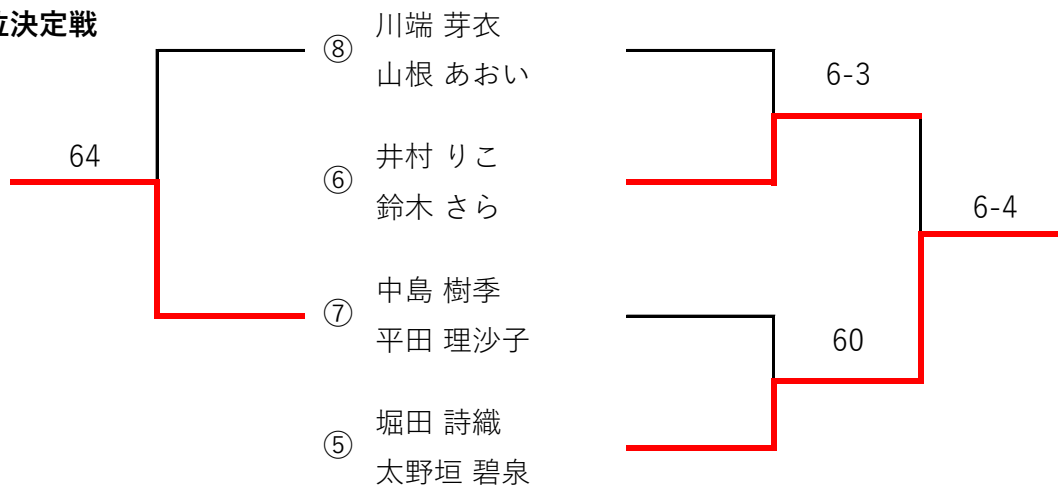 位決定戦
⑧
川端 芽衣
山根 あおい
6-3
64
⑥
井村 りこ
鈴木 さら
6-4
⑦
中島 樹季
平田 理沙子
60
⑤
堀田 詩織
太野垣 碧泉